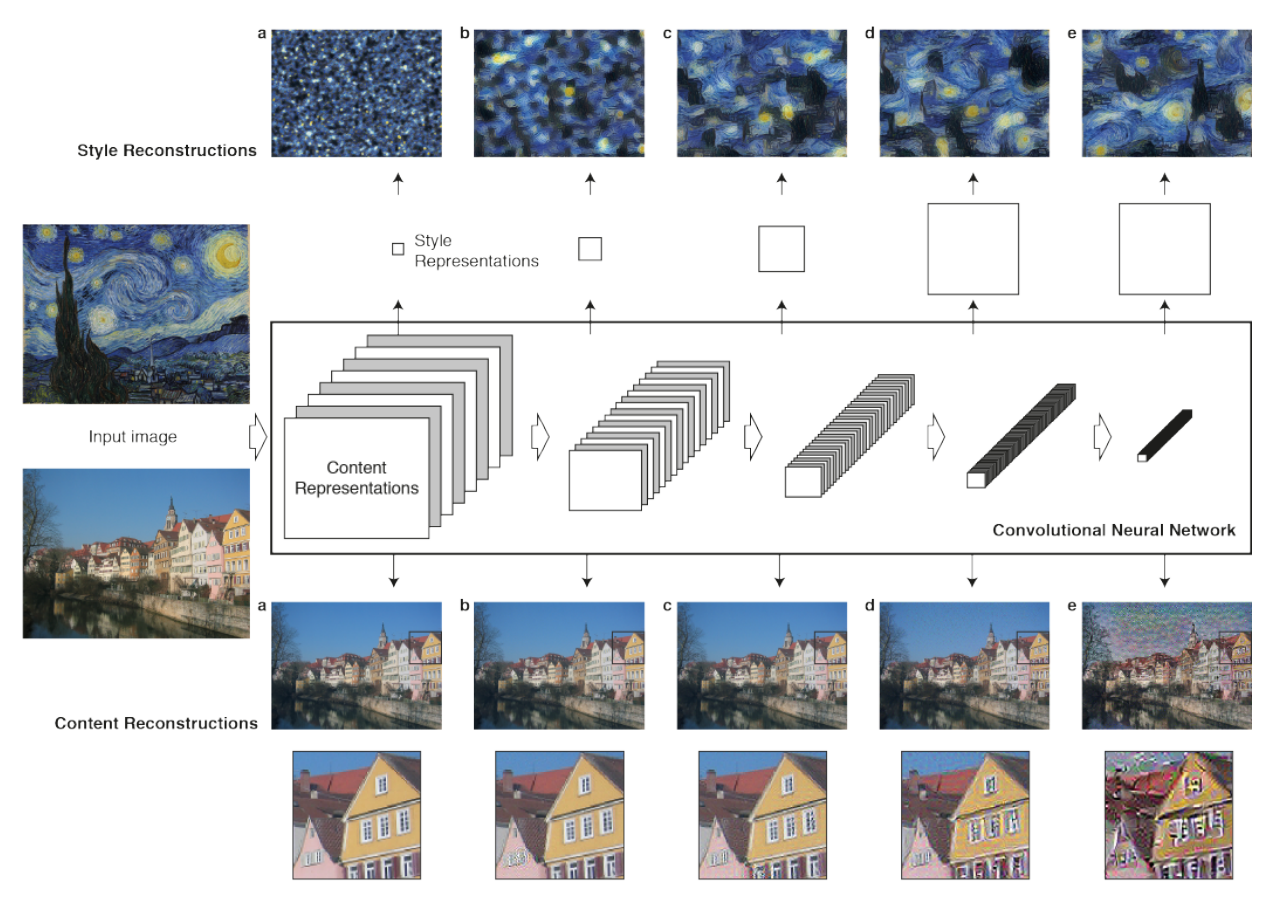 a
b
c
d
e
Style Reconstructions
Style
Representations
Input image
Content
Representations
Convolutional Neural Network
a
b
c
d
e
Content Reconstructions